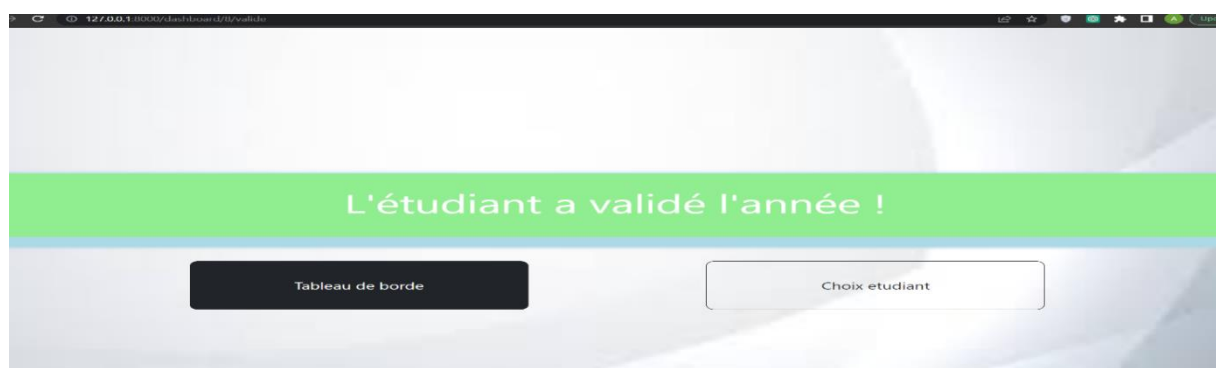 127.0.0.1:8000/dashboard/8/valide
L'étudiant a validé l'année !
Tableau de borde
Choix etudiant